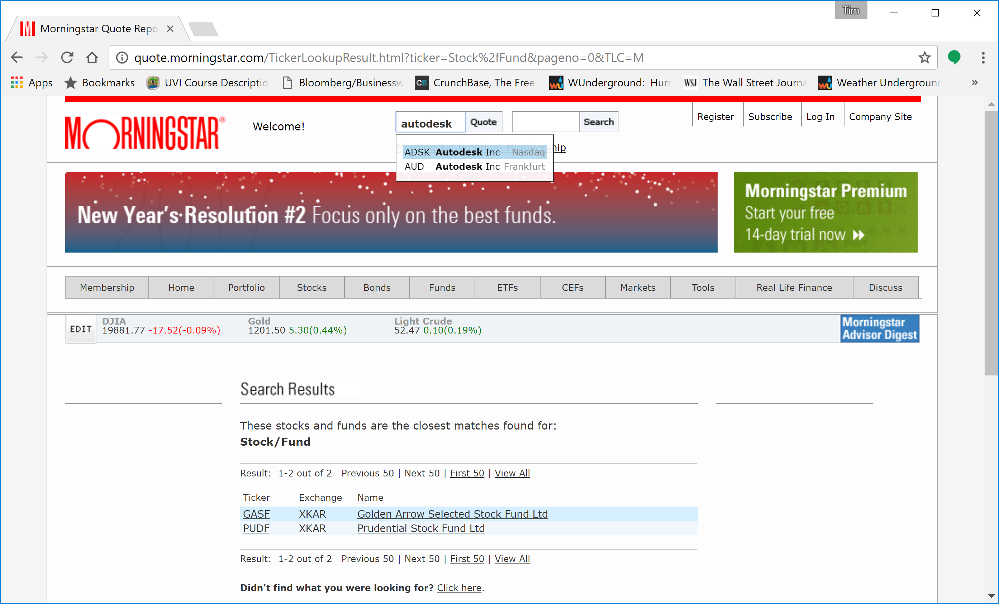 Tim
Morningstar Quote Repo
quote.morningstar.com/TickerLookupResult.html?ticker=Stock%2fFund&pageno=0&TLC=M
Apps Bookmarks UVI Course Descriptio Bloomberg/Businessw CB CrunchBase, The Free WU WUnderground: Hurr WSJ The Wall Street Journa WU Weather Underground »
MORNINGSTAR®
Welcome!
autodesk Quote Search
Register Subscribe Log In Company Site
Morningstar Premium Membership
ADSK Autodesk Inc Nasdaq
AUD Autodesk Inc Frankfurt
2017
New Year's Resolution #2 Focus only on the best funds.
Morningstar Premium
Start your free
14-day trial now
Membership Home Portfolio Stocks Bonds Funds ETFs CEFs Markets Tools Real Life Finance Discuss
EDIT
DJIA Gold Light Crude
19881.77 -17.52(-0.09%) 1201.50 5.30(0.44%) 52.47 0.10(0.19%)
Morningstar
Advisor Digest
Search Results
These stocks and funds are the closest matches found for:
Stock/Fund
Result: 1-2 out of 2 Previous 50 | Next 50 | First 50 | View All
Ticker Exchange Name
GASF XKAR Golden Arrow Selected Stock Fund Ltd
PUDF XKAR Prudential Stock Fund Ltd
Result: 1-2 out of 2 Previous 50 | Next 50 | First 50 | View All
Didn't find what you were looking for? Click here.